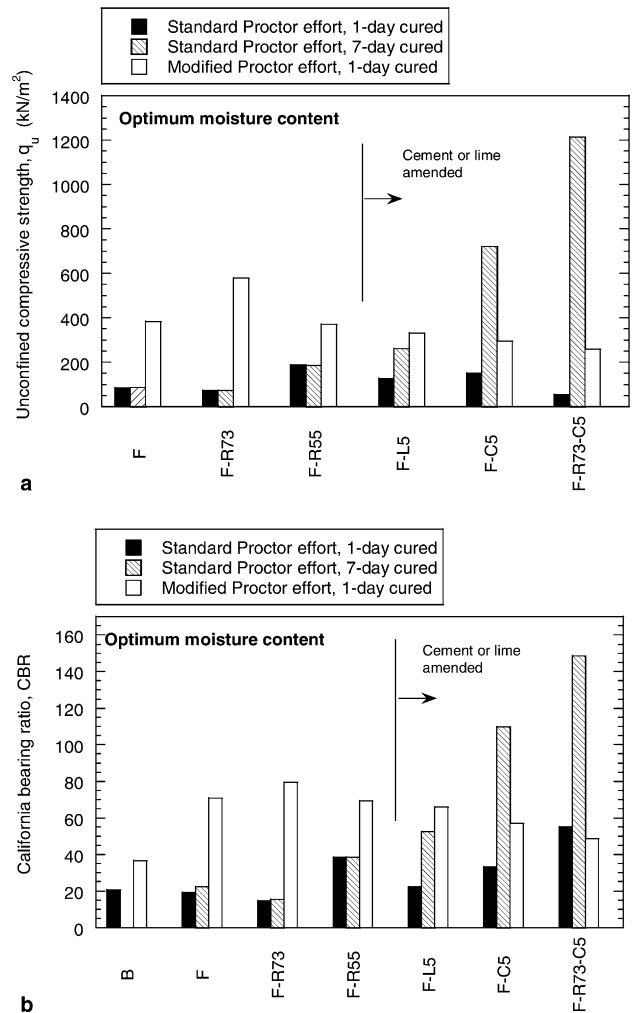 Standard Proctor effort, 1-day cured
Standard Proctor effort, 7-day cured
Modified Proctor effort, 1-day cured
Unconfined compressive strength, qu (kN/m2)
1400
1200
1000
800
600
400
200
0
Optimum moisture content
Cement or lime
amended
F
F-R73
F-R55
F-L5
F-C5
F-R73-C5
a
Standard Proctor effort, 1-day cured
Standard Proctor effort, 7-day cured
Modified Proctor effort, 1-day cured
California bearing ratio, CBR
160
140
120
100
80
60
40
20
0
Optimum moisture content
Cement or lime
amended
B
F
F-R73
F-R55
F-L5
F-C5
F-R73-C5
b